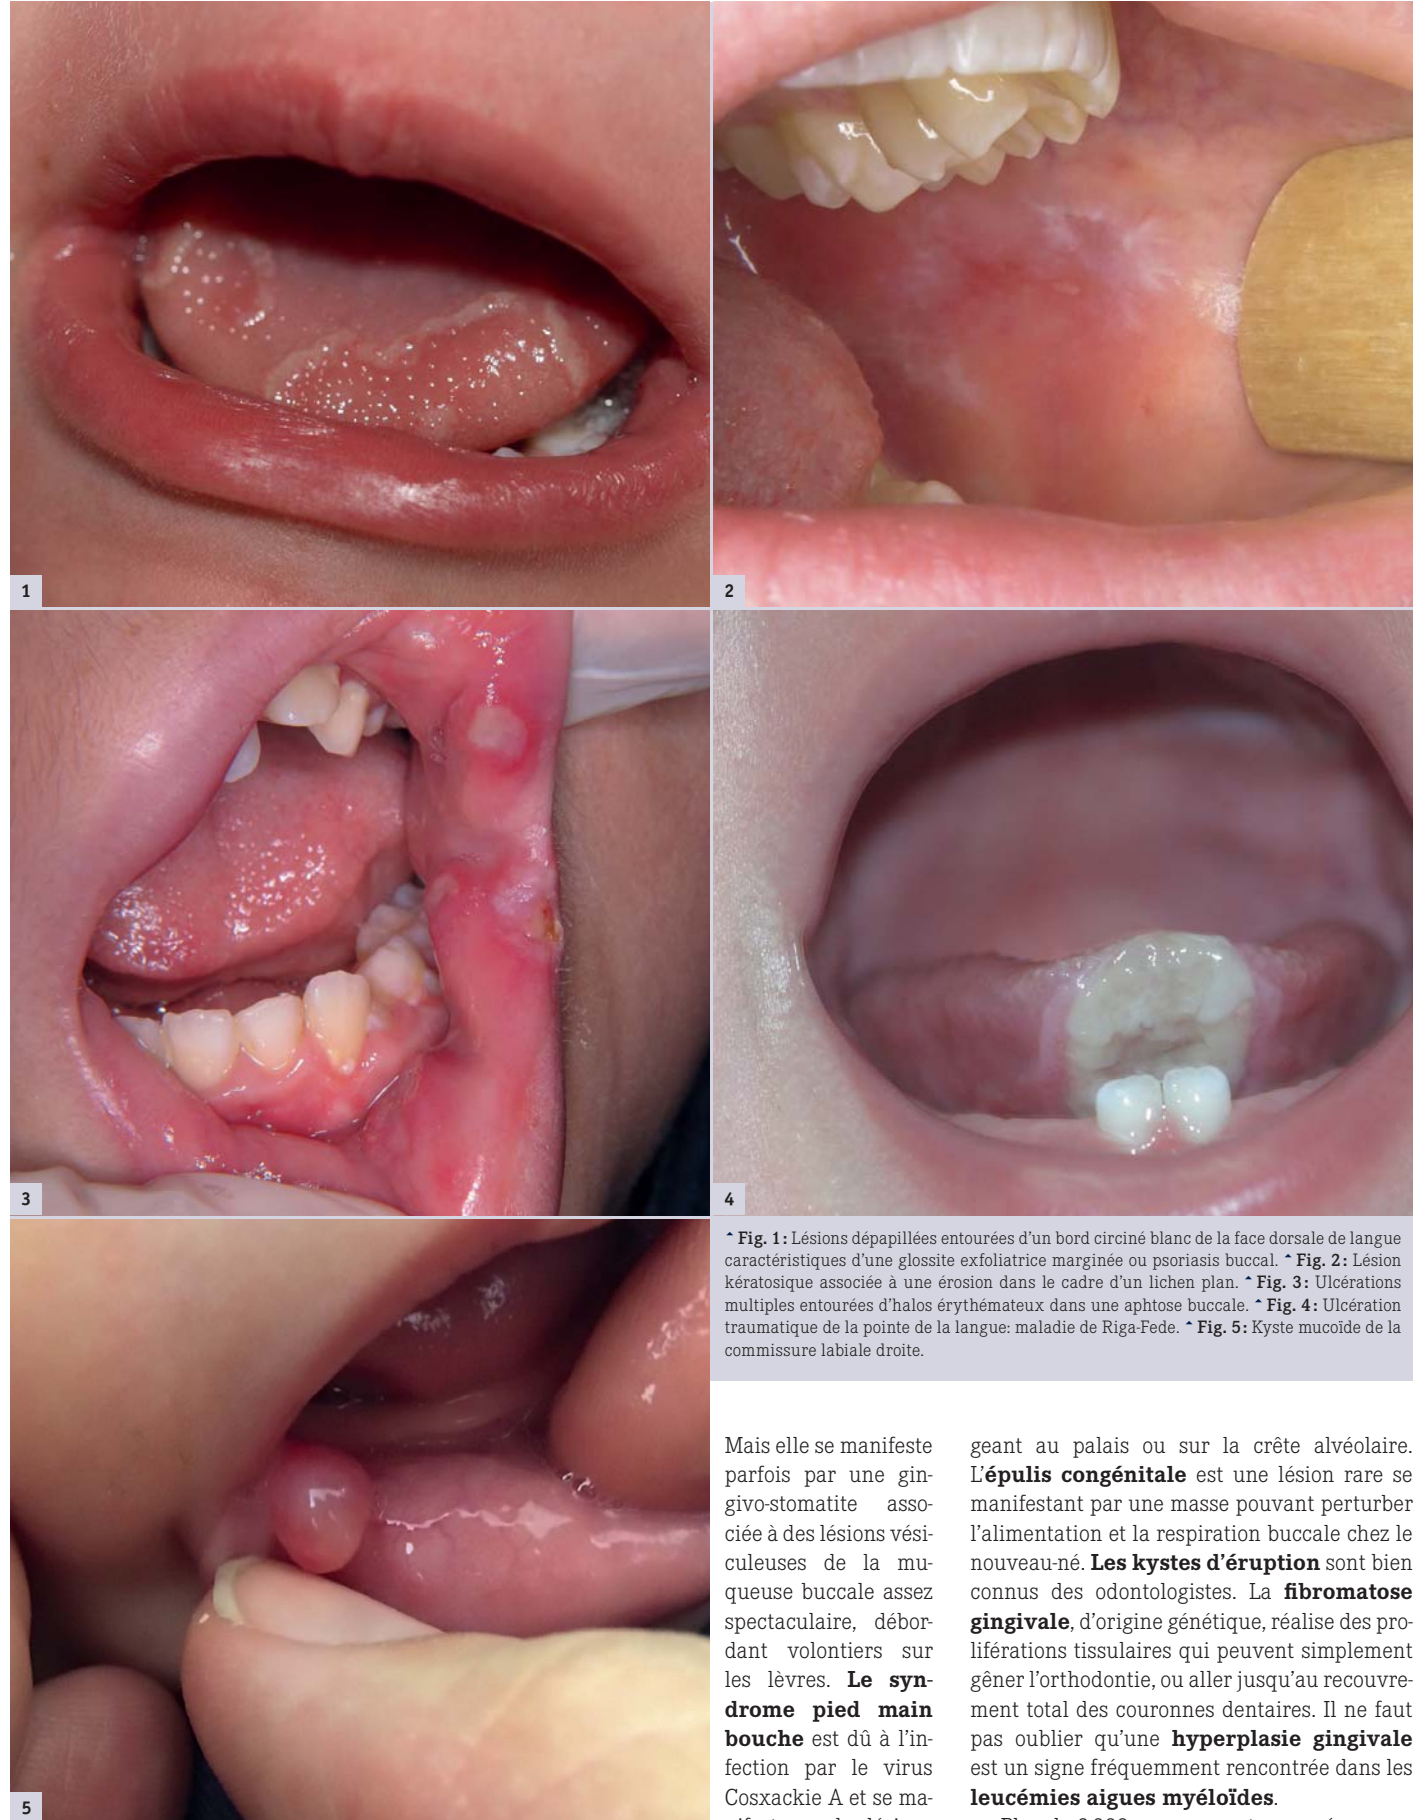 1
2
3
4
5
ˆ Fig. 1 : Lésions dépapillées entourées d'un bord circiné blanc de la face dorsale de langue
caractéristiques d'une glossite exfoliatrice marginée ou psoriasis buccal. ˆ Fig. 2 : Lésion
kératosique associée à une érosion dans le cadre d'un lichen plan. ˆ Fig. 3 : Ulcérations
multiples entourées d'halos érythémateux dans une aphtose buccale. ˆ Fig. 4 : Ulcération
traumatique de la pointe de la langue: maladie de Riga-Fede. ˆ Fig. 5 : Kyste mucoïde de la
commissure labiale droite.
Mais elle se manifeste
parfois par une gin-
givo-stomatite asso-
ciée à des lésions vési-
culeuses de la mu-
queuse buccale assez
spectaculaire, débor-
dant volontiers sur
les lèvres. Le syn-
drome pied main
bouche est dû à l'in-
fection par le virus
Cosxackie A et se ma-
geant au palais ou sur la crête alvéolaire.
L'épulis congénitale est une lésion rare se
manifestant par une masse pouvant perturber
l'alimentation et la respiration buccale chez le
nouveau-né. Les kystes d'éruption sont bien
connus des odontologistes. La fibromatose
gingivale, d'origine génétique, réalise des pro-
liférations tissulaires qui peuvent simplement
gêner l'orthodontie, ou aller jusqu'au recouvre-
ment total des couronnes dentaires. Il ne faut
pas oublier qu'une hyperplasie gingivale
est un signe fréquemment rencontrée dans les
leucémies aigues myéloïdes.